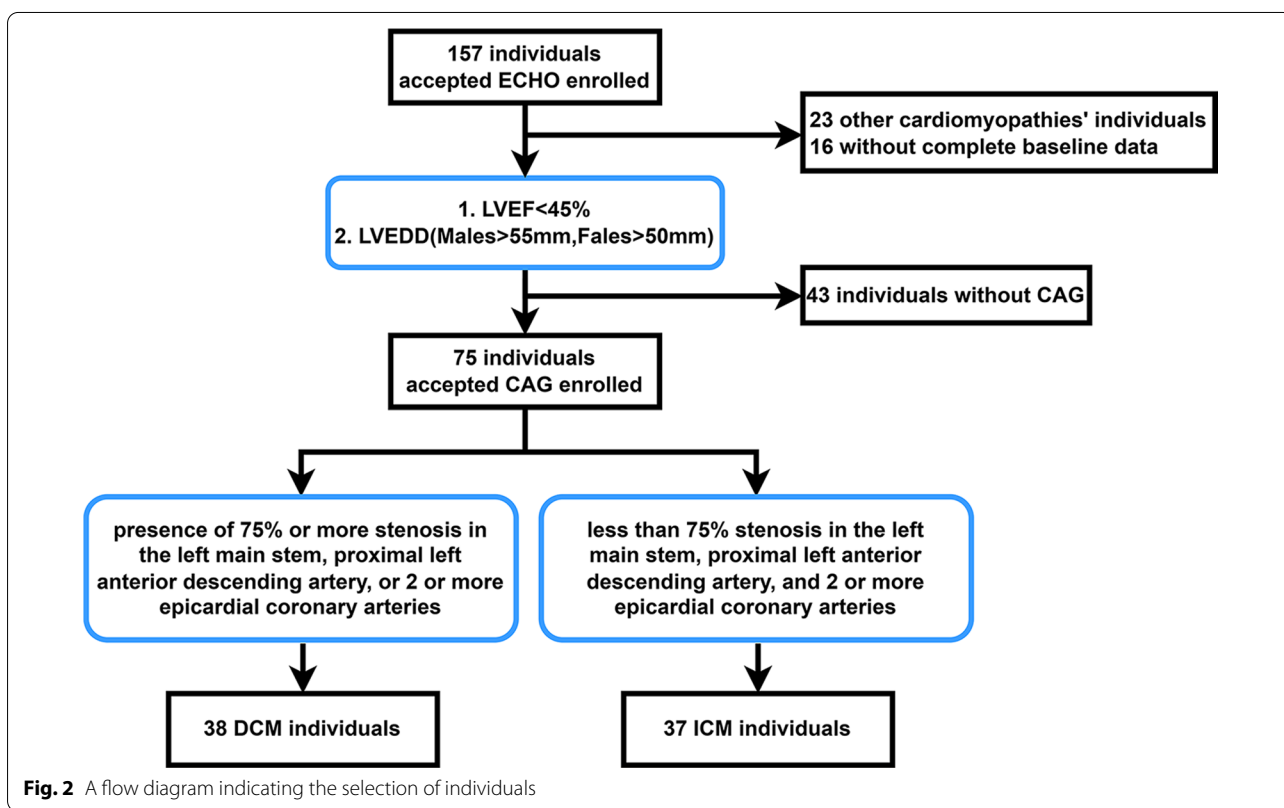 157 individuals
accepted ECHO enrolled
23 other cardiomyopathies' individuals
16 without complete baseline data
1. LVEF<45%
2. LVEDD(Males>55mm,Fales>50mm)
43 individuals without CAG
75 individuals
accepted CAG enrolled
presence of 75% or more stenosis in
the left main stem, proximal left
anterior descending artery, or 2 or more
epicardial coronary arteries
less than 75% stenosis in the left
main stem, proximal left anterior
descending artery, and 2 or more
epicardial coronary arteries
38 DCM individuals
37 ICM individuals
Fig. 2 A flow diagram indicating the selection of individuals